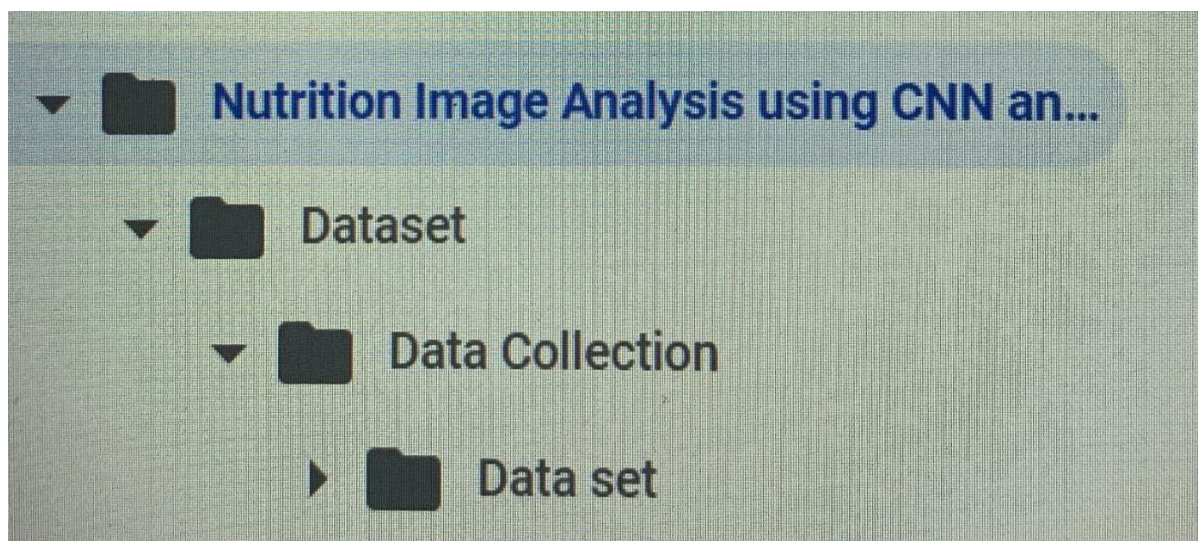 Nutrition Image Analysis using CNN an...
Dataset
Data Collection
Data set